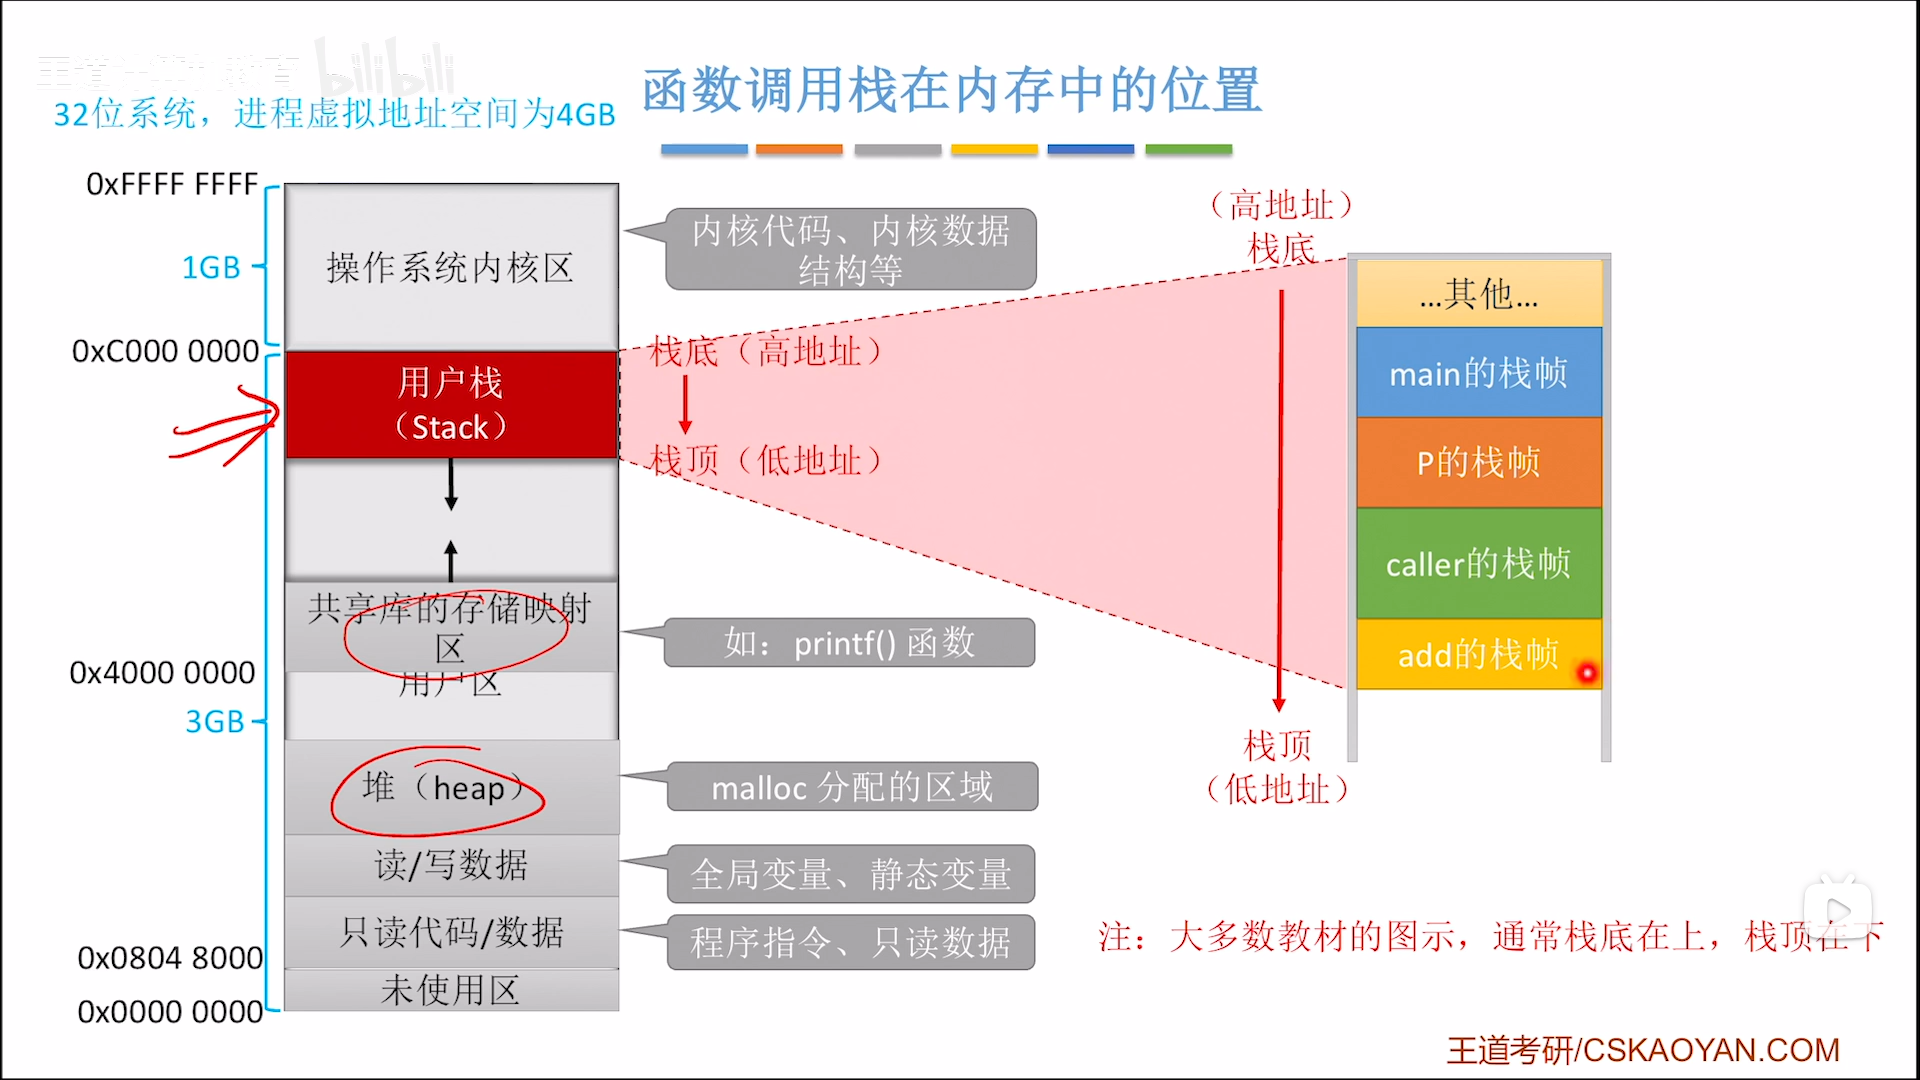 王道计算机教育 bilibili
函数调用栈在内存中的位置
32位系统，进程虚拟地址空间为4GB
0xFFFF FFFF
1GB
操作系统内核区
内核代码、内核数据
结构等
0xC000 0000
用户栈
（Stack）
栈底（高地址）
栈顶（低地址）
共享库的存储映射
区
如：printf() 函数
0x4000 0000
用户区
3GB
堆（heap）
malloc 分配的区域
读/写数据
全局变量、静态变量
只读代码/数据
程序指令、只读数据
0x0804 8000
未使用区
0x0000 0000
（高地址）
栈底
...其他...
main的栈帧
P的栈帧
caller的栈帧
add的栈帧
栈顶
（低地址）
注：大多数教材的图示，通常栈底在上，栈顶在下
王道考研/CSKAOYAN.COM